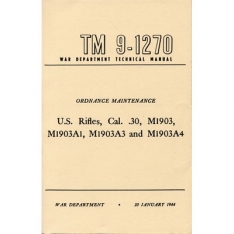 TM 9-1270
WAR DEPARTMENT TECHNICAL MANUAL
ORDNANCE MAINTENANCE
U.S. Rifles, Cal. .30, M1903,
M1903A1, M1903A3 and M1903A4
WAR DEPARTMENT • 20 JANUARY 1944